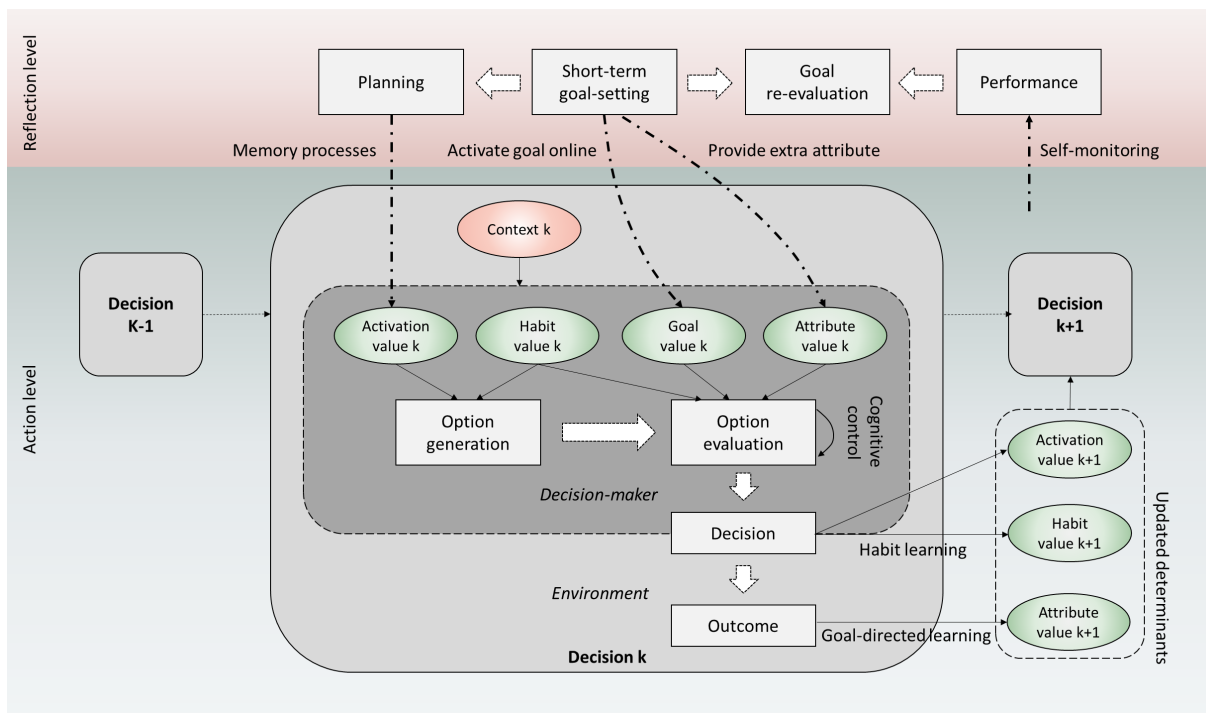 Reflection level
Planning
Short-term
goal-setting
Goal
re-evaluation
Performance
Memory processes
Activate goal online
Provide extra attribute
Self-monitoring
Action level
Decision
K-1
Context k
Activation
value k
Habit
value k
Goal
value k
Attribute
value k
Option
generation
Option
evaluation
Cognitive
control
Decision-maker
Decision
Habit learning
Environment
Outcome
Goal-directed learning
Decision k
Decision
k+1
Activation
value k+1
Habit
value k+1
Attribute
value k+1
Updated determinants